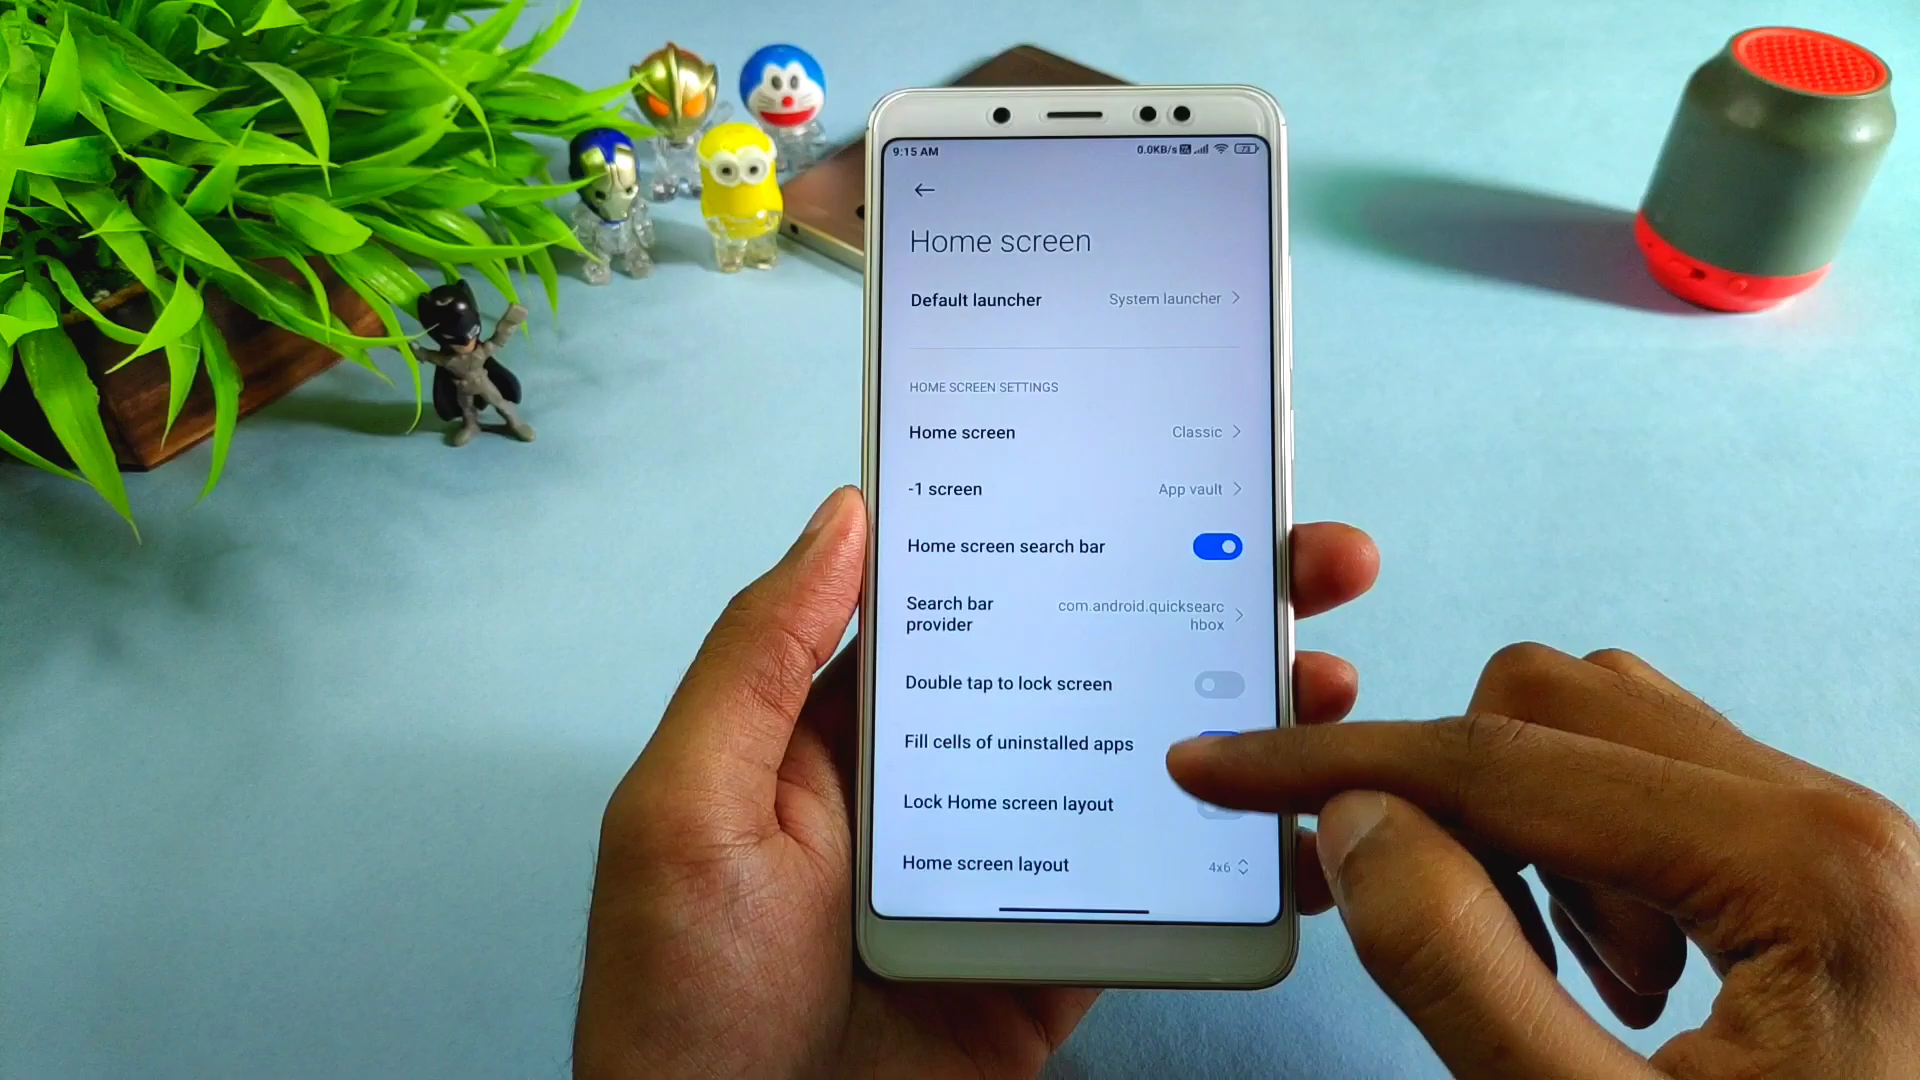 9:15 AM 0.0KB/s 73
Home screen
Default launcher System launcher
HOME SCREEN SETTINGS
Home screen Classic
-1 screen App vault
Home screen search bar
Search bar provider com.android.quicksearc
hbox
Double tap to lock screen
Fill cells of uninstalled apps
Lock Home screen layout
Home screen layout 4x6